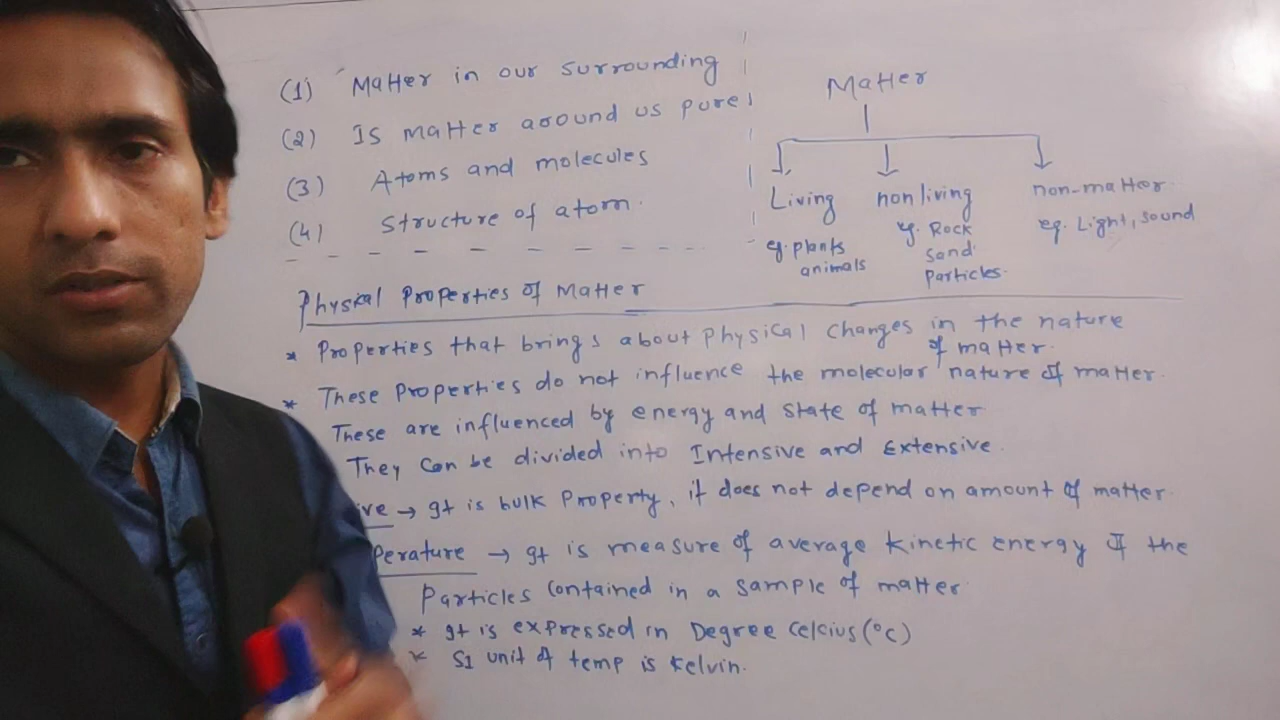 (1) Matter in our surrounding
(2) Is matter around us pure
(3) Atoms and molecules
(4) Structure of atom.
Matter
Living
eg. plants
animals
non living
eg. Rock
sand
particles.
non-matter.
eg. Light, sound
Physical Properties of Matter
* Properties that brings about physical changes in the nature
of matter.
* These properties do not influence the molecular nature of matter.
These are influenced by energy and state of matter
They can be divided into Intensive and Extensive.
ive → It is bulk Property, it does not depend on amount of matter.
perature → It is measure of average kinetic energy of the
particles contained in a sample of matter.
* It is expressed in Degree celcius (°C)
* SI unit of temp is kelvin.